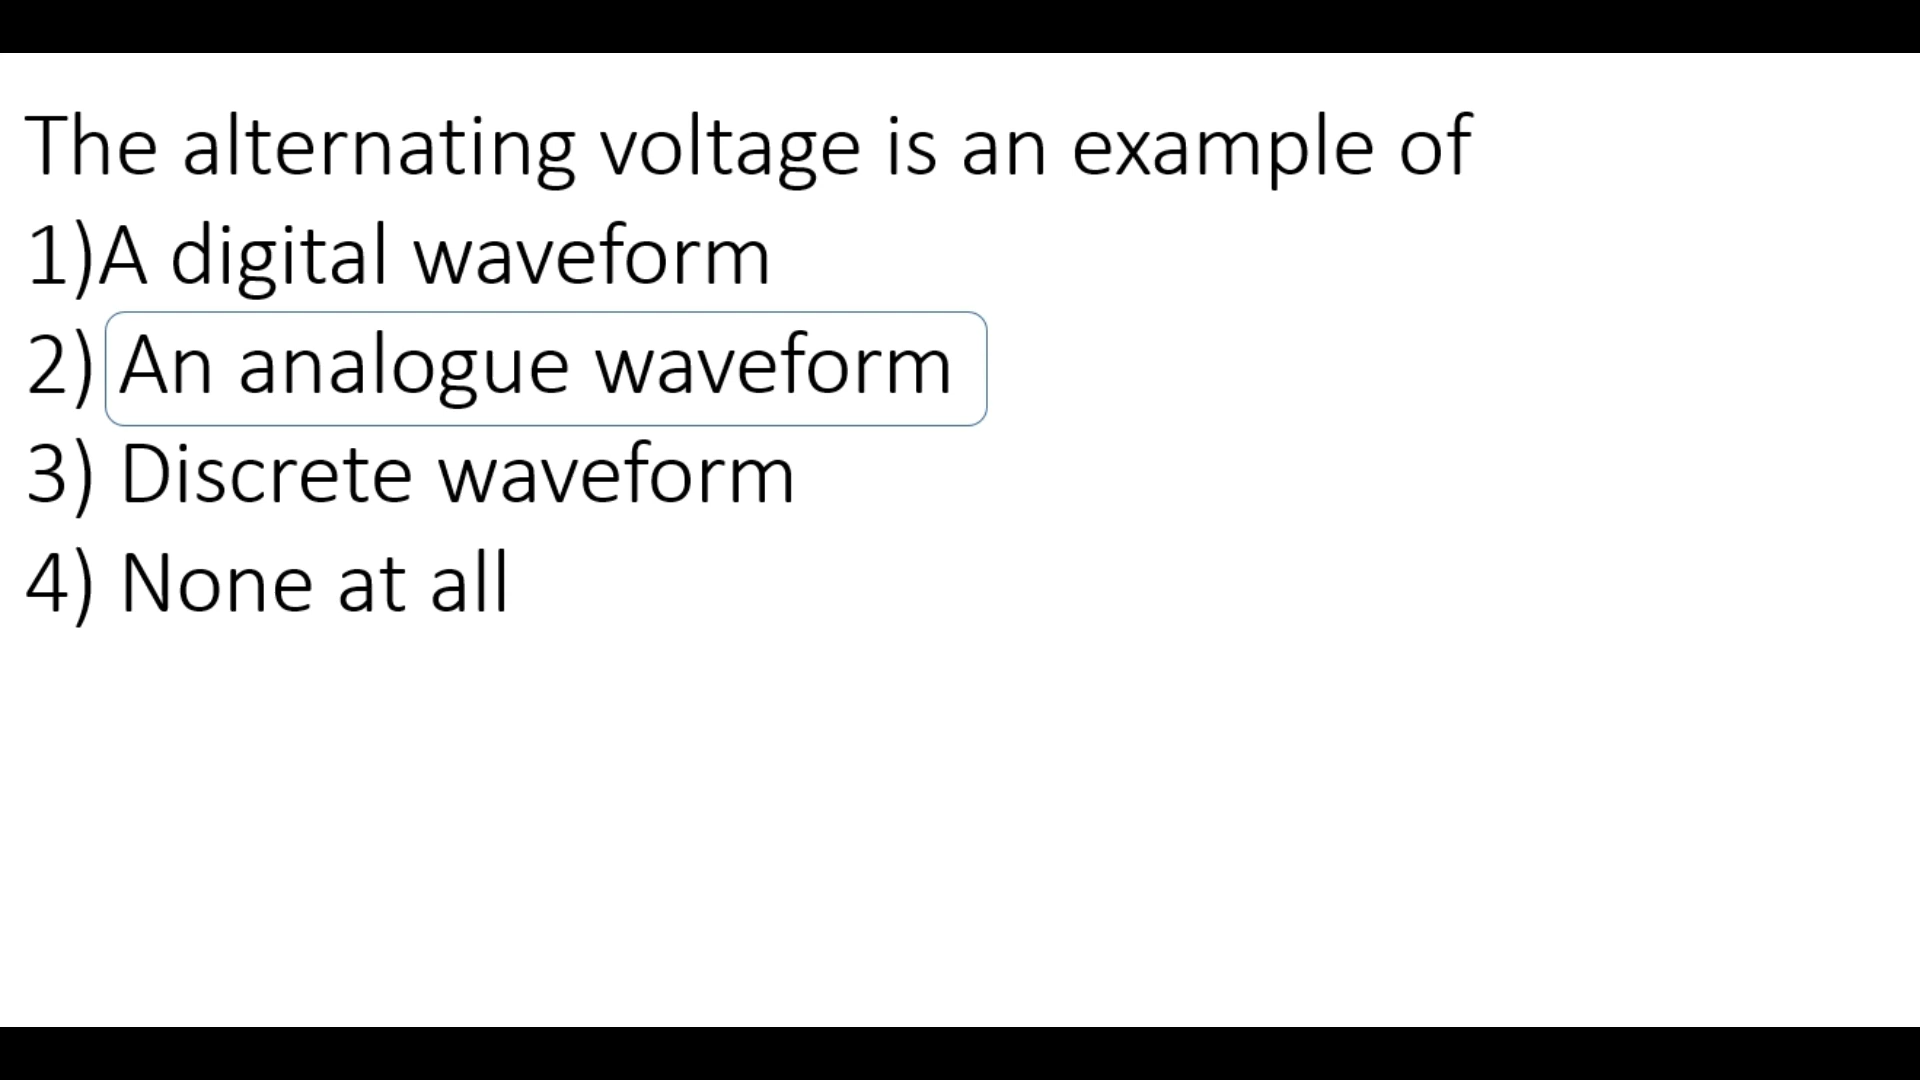 The alternating voltage is an example of
1)A digital waveform
2) An analogue waveform
3) Discrete waveform
4) None at all